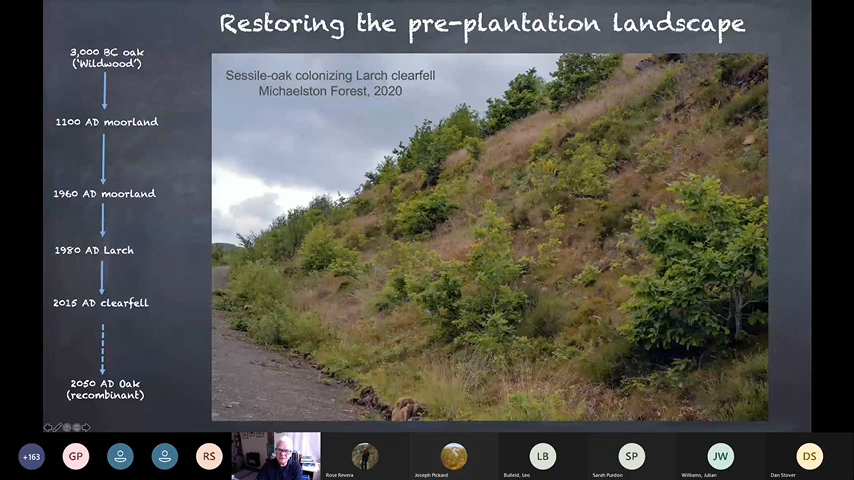 Restoring the pre-plantation landscape
3,000 BC oak
('Wildwood')
1100 AD moorland
1960 AD moorland
1980 AD Larch
2015 AD clearfell
2050 AD Oak
(recombinant)
Sessile-oak colonizing Larch clearfell
Michaelston Forest, 2020
+163
GP
RS
Rose Revera
Joseph Pickard
LB
Bulleid, Leo
SP
Sarah Purdon
JW
Williams, Julian
DS
Dan Stover